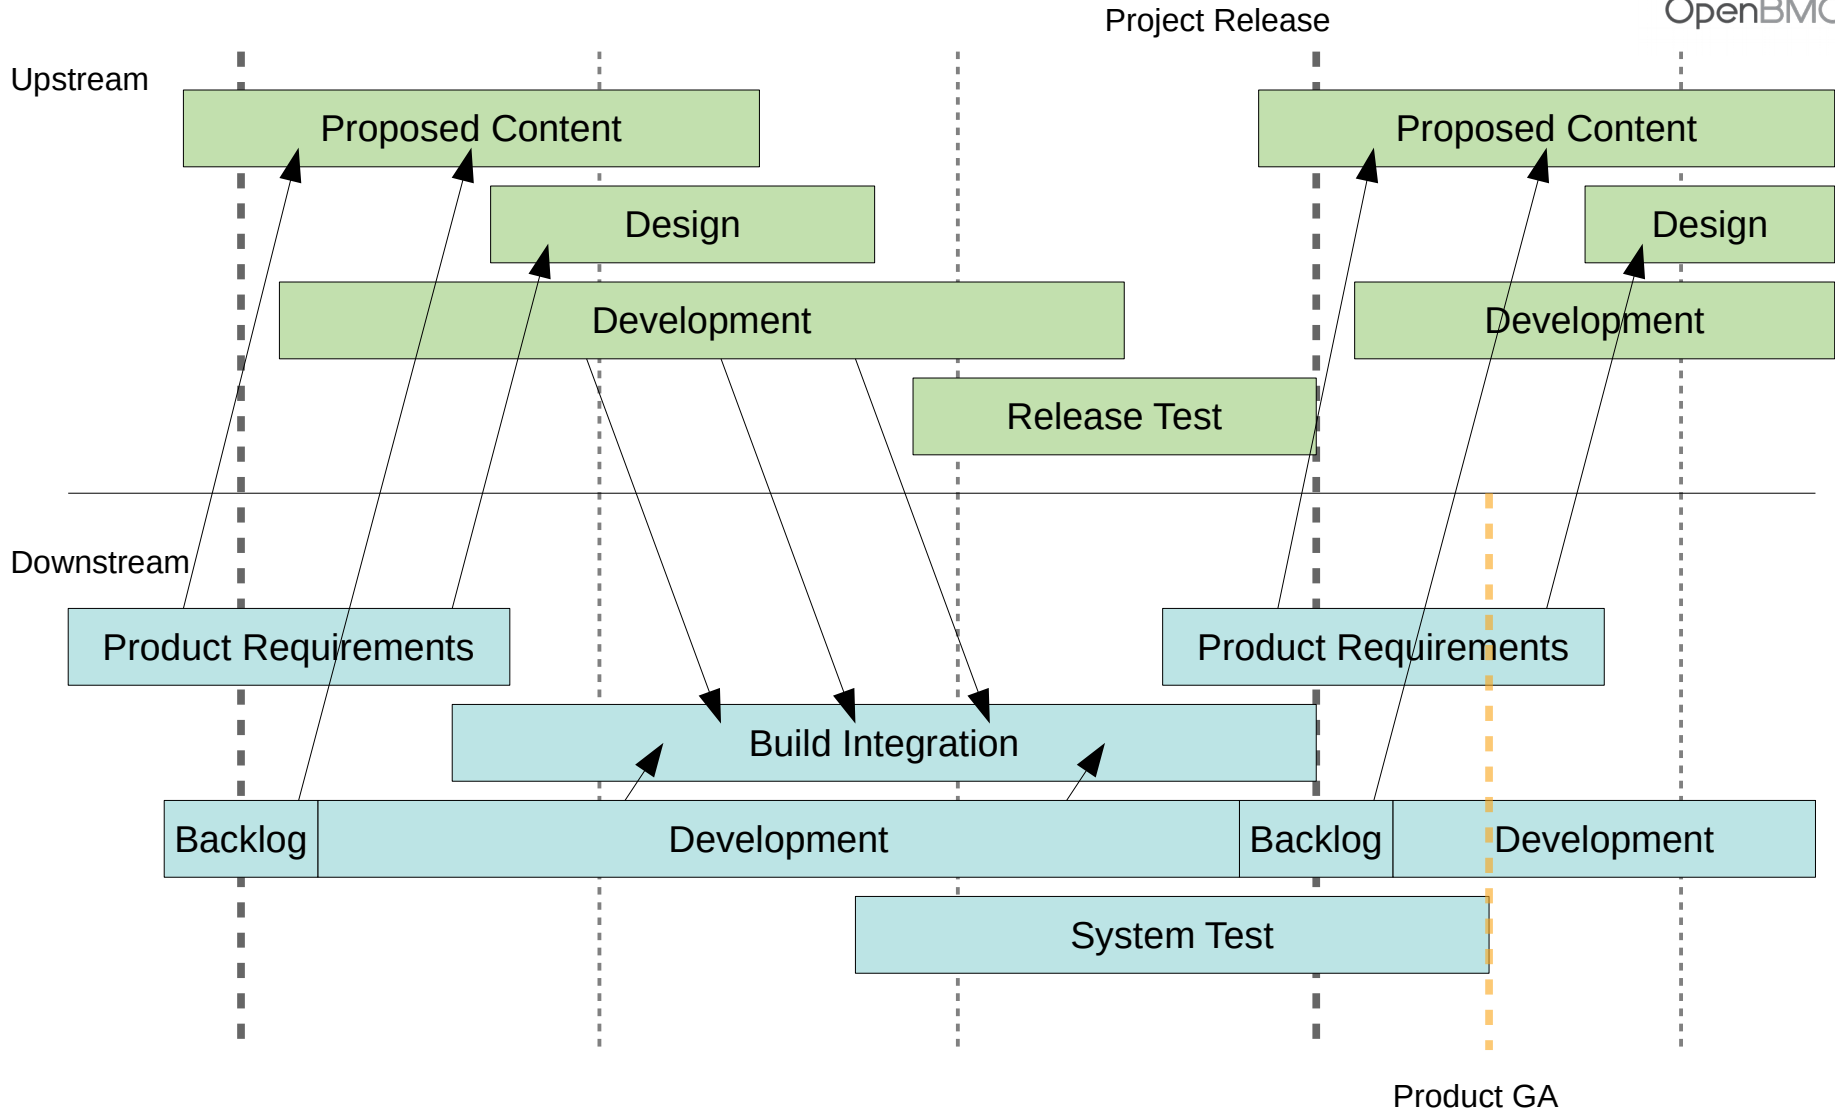 Project Release
OpenBMC
Upstream
Proposed Content
Proposed Content
Design
Design
Development
Development
Release Test
Downstream
Product Requirements
Product Requirements
Build Integration
Backlog
Development
Backlog
Development
System Test
Product GA